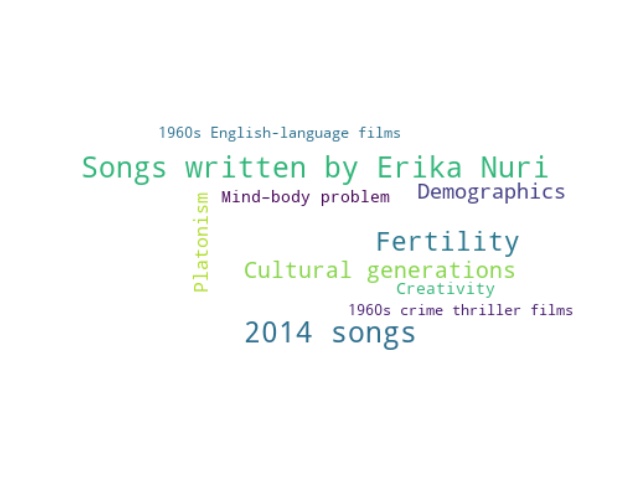 1960s English-language films
Songs written by Erika Nuri
Demographics
Mind–body problem
Platonism
Fertility
Cultural generations
Creativity
1960s crime thriller films
2014 songs